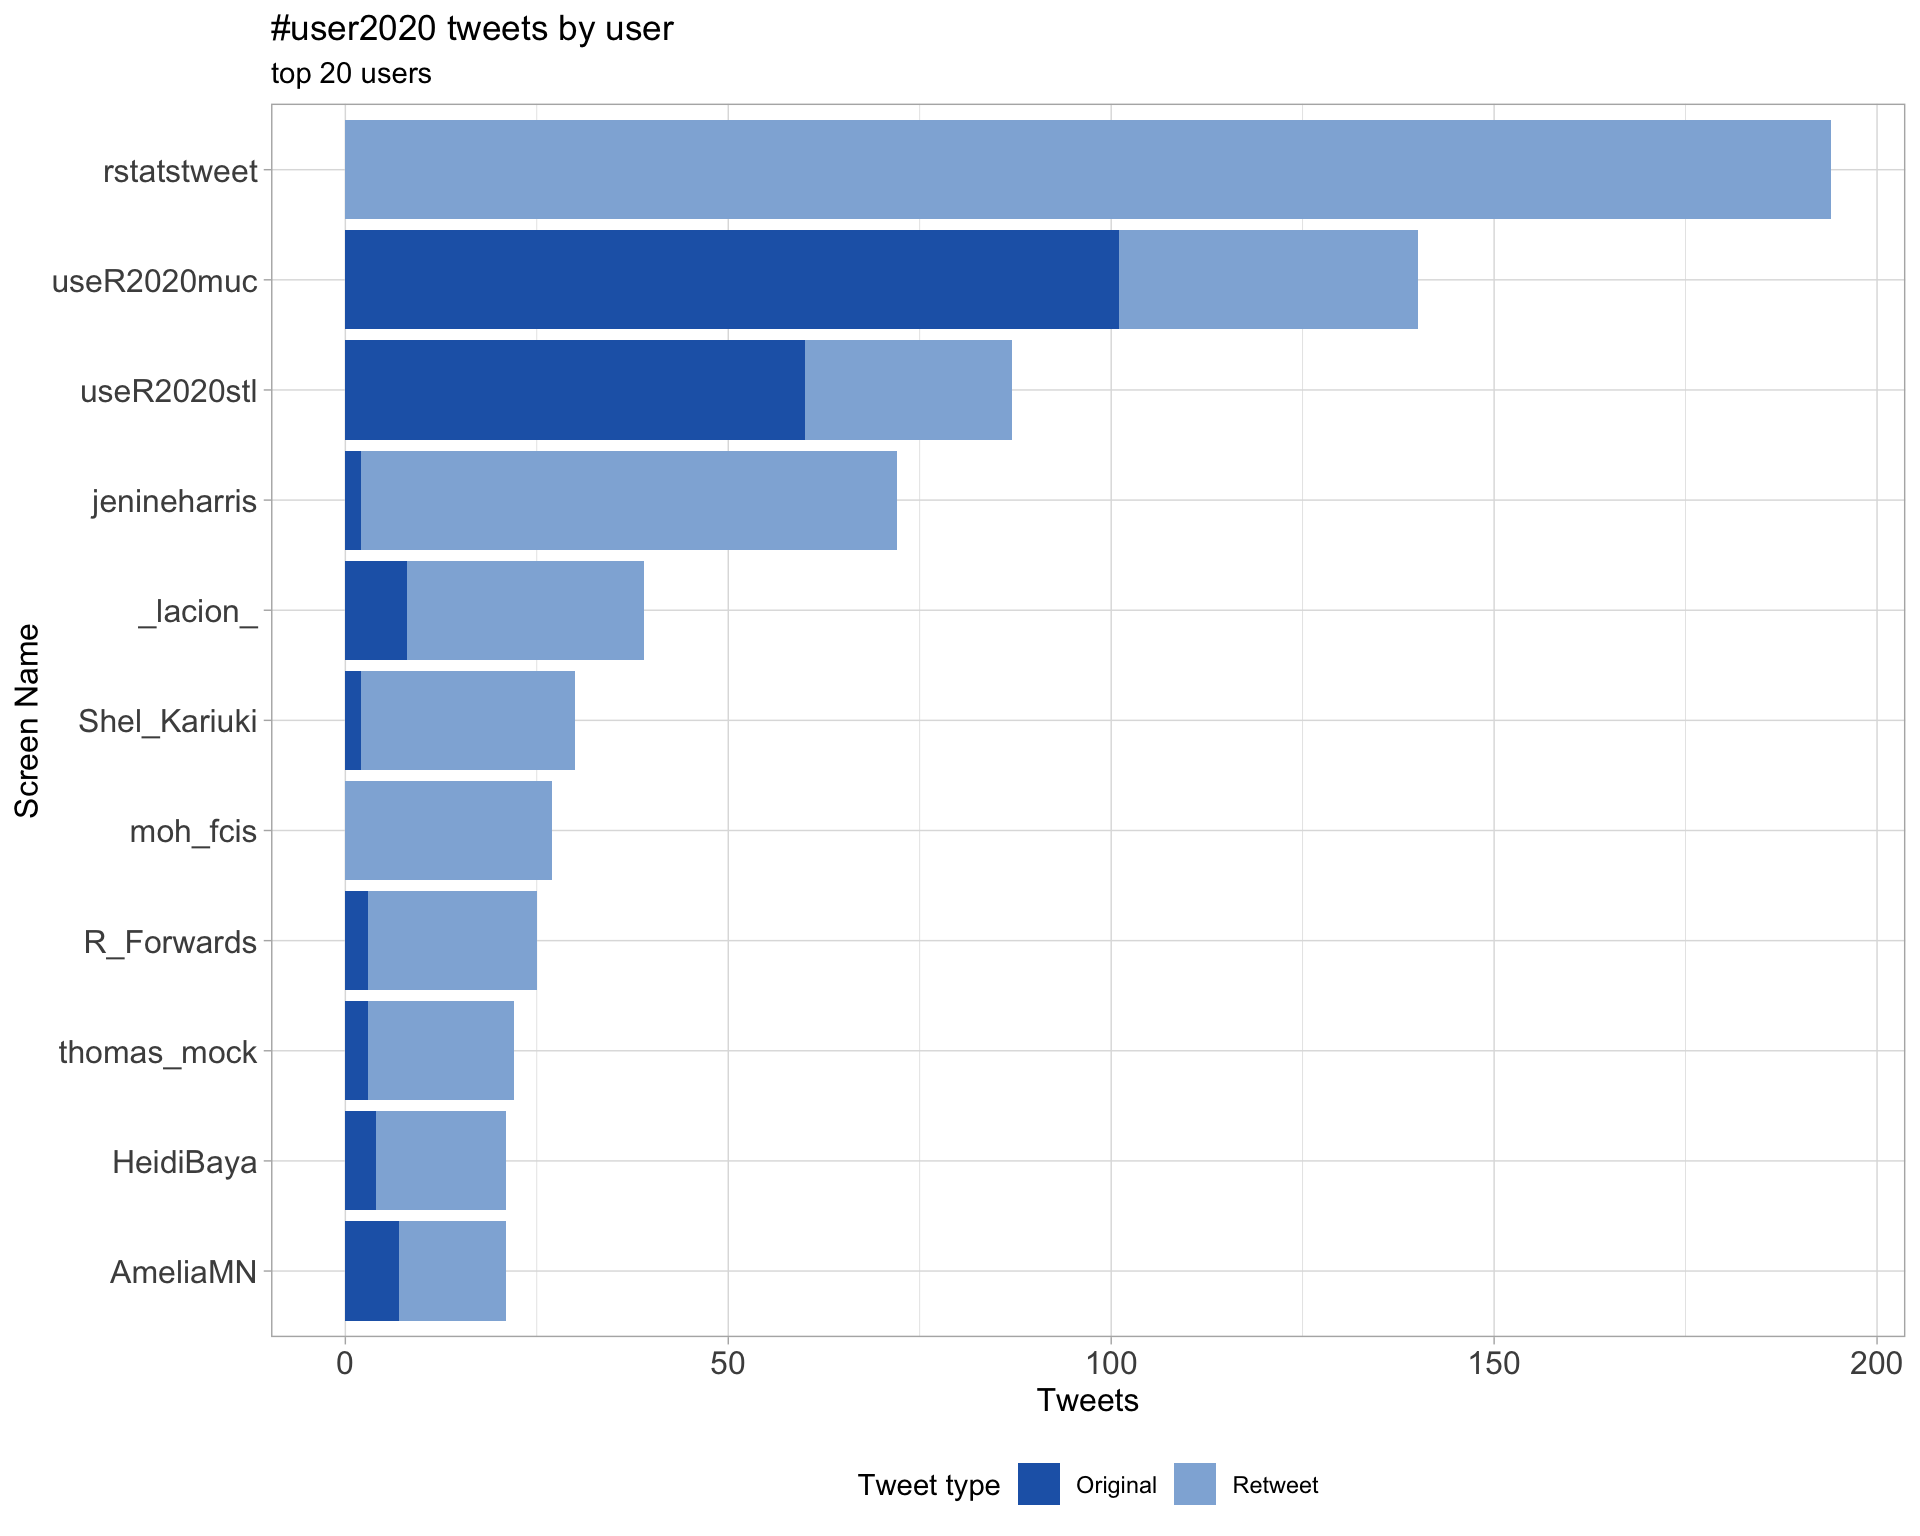 #user2020 tweets by user
top 20 users
Screen Name
rstatstweet
useR2020muc
useR2020stl
jenineharris
_lacion_
Shel_Kariuki
moh_fcis
R_Forwards
thomas_mock
HeidiBaya
AmeliaMN
0 50 100 150 200
Tweets
Tweet type Original Retweet